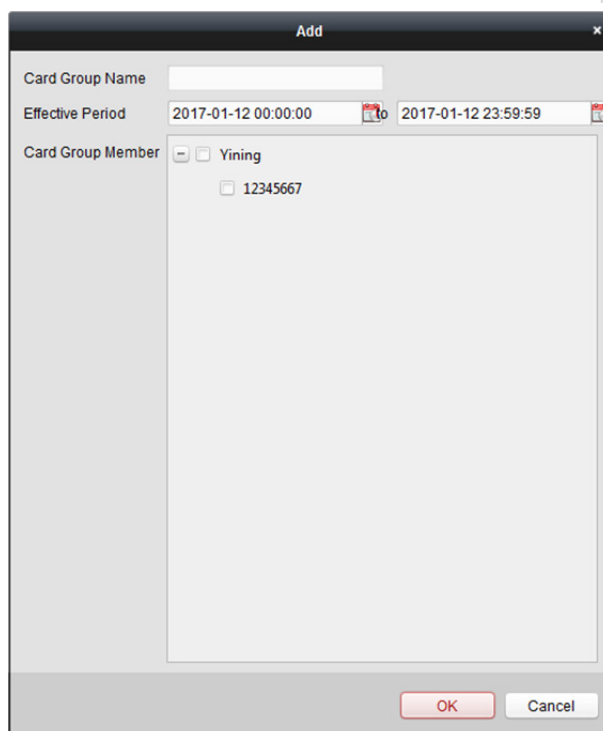 Add
Card Group Name
Effective Period 2017-01-12 00:00:00 to 2017-01-12 23:59:59
Card Group Member Yining
12345667
OK Cancel